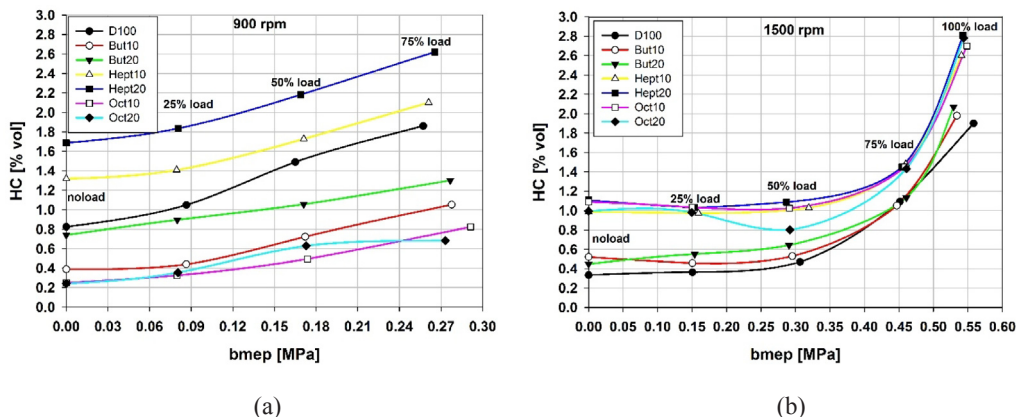 (a)
900 rpm
D100
But10
But20
Hept10
Hept20
Oct10
Oct20
75% load
50% load
25% load
noload
HC [% vol]
3.0
2.8
2.6
2.4
2.2
2.0
1.8
1.6
1.4
1.2
1.0
0.8
0.6
0.4
0.2
0.0
0.00 0.03 0.06 0.09 0.12 0.15 0.18 0.21 0.24 0.27 0.30
bmep [MPa]
(a)
(b)
1500 rpm
D100
But10
But20
Hept10
Hept20
Oct10
Oct20
100% load
75% load
50% load
25% load
noload
HC [% vol]
3.0
2.8
2.6
2.4
2.2
2.0
1.8
1.6
1.4
1.2
1.0
0.8
0.6
0.4
0.2
0.0
0.00 0.05 0.10 0.15 0.20 0.25 0.30 0.35 0.40 0.45 0.50 0.55 0.60
bmep [MPa]
(b)